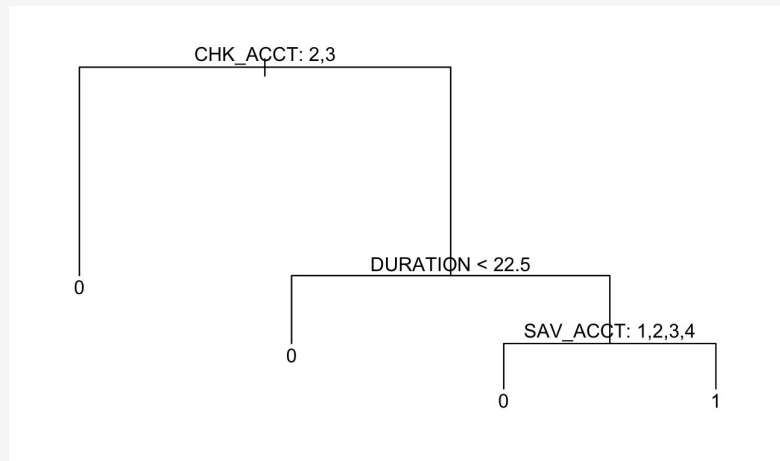 CHK_ACCT: 2,3
DURATION < 22.5
0
SAV_ACCT: 1,2,3,4
0
0
1